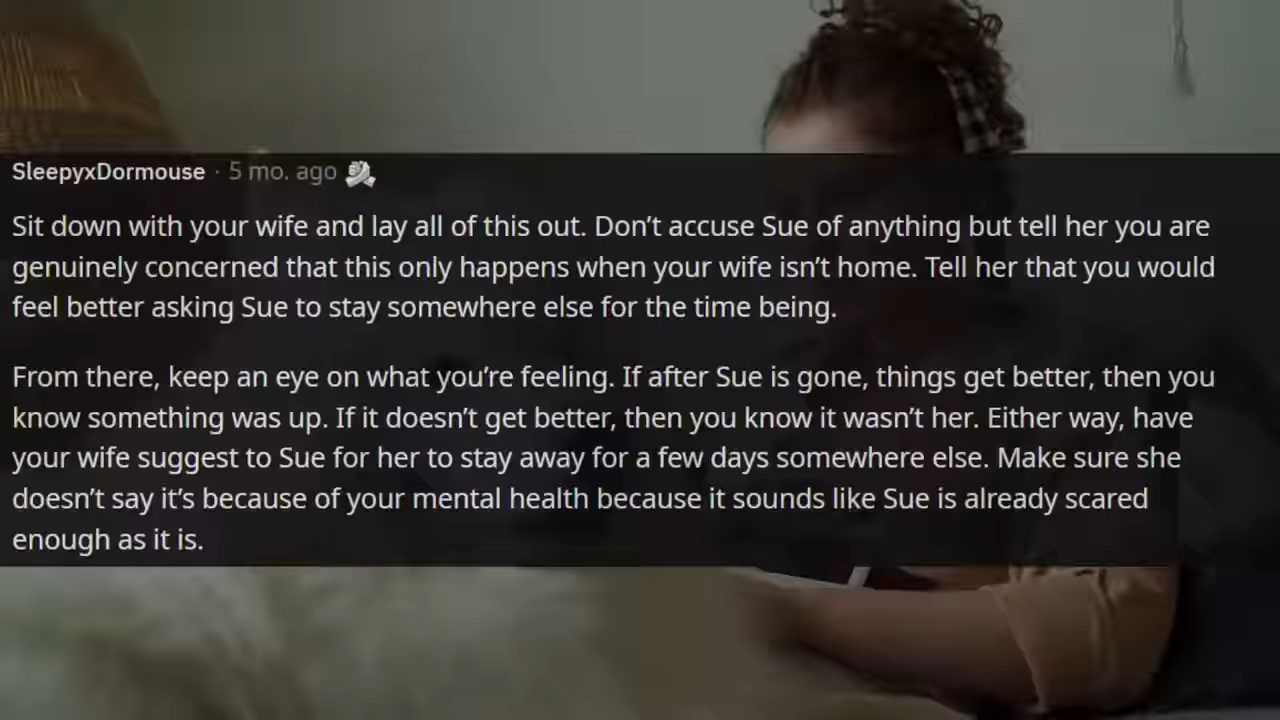 SleepyxDormouse · 5 mo. ago
Sit down with your wife and lay all of this out. Don’t accuse Sue of anything but tell her you are
genuinely concerned that this only happens when your wife isn’t home. Tell her that you would
feel better asking Sue to stay somewhere else for the time being.
From there, keep an eye on what you’re feeling. If after Sue is gone, things get better, then you
know something was up. If it doesn’t get better, then you know it wasn’t her. Either way, have
your wife suggest to Sue for her to stay away for a few days somewhere else. Make sure she
doesn’t say it’s because of your mental health because it sounds like Sue is already scared
enough as it is.